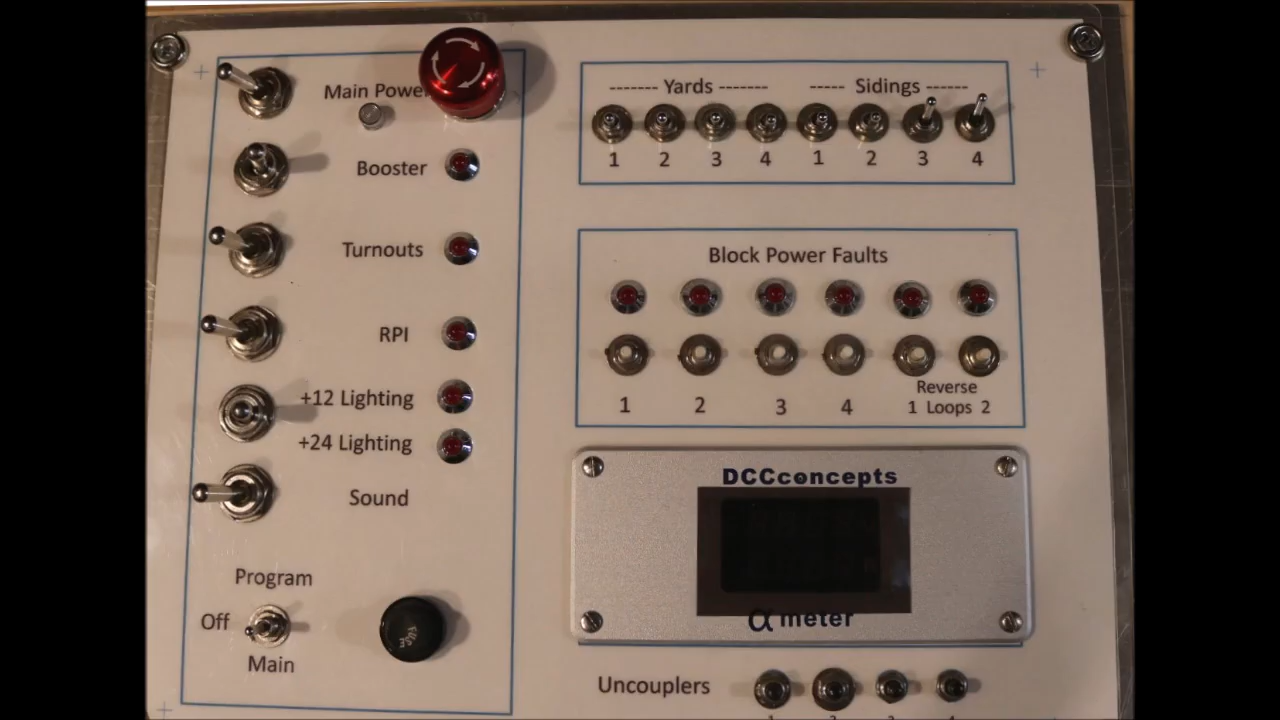 Main Power
Booster
Turnouts
RPI
+12 Lighting
+24 Lighting
Sound
Program
Off
Main
------- Yards ------- ----- Sidings ------
1 2 3 4 1 2 3 4
Block Power Faults
1 2 3 4
Reverse
1 Loops 2
DCCconcepts
α meter
Uncouplers